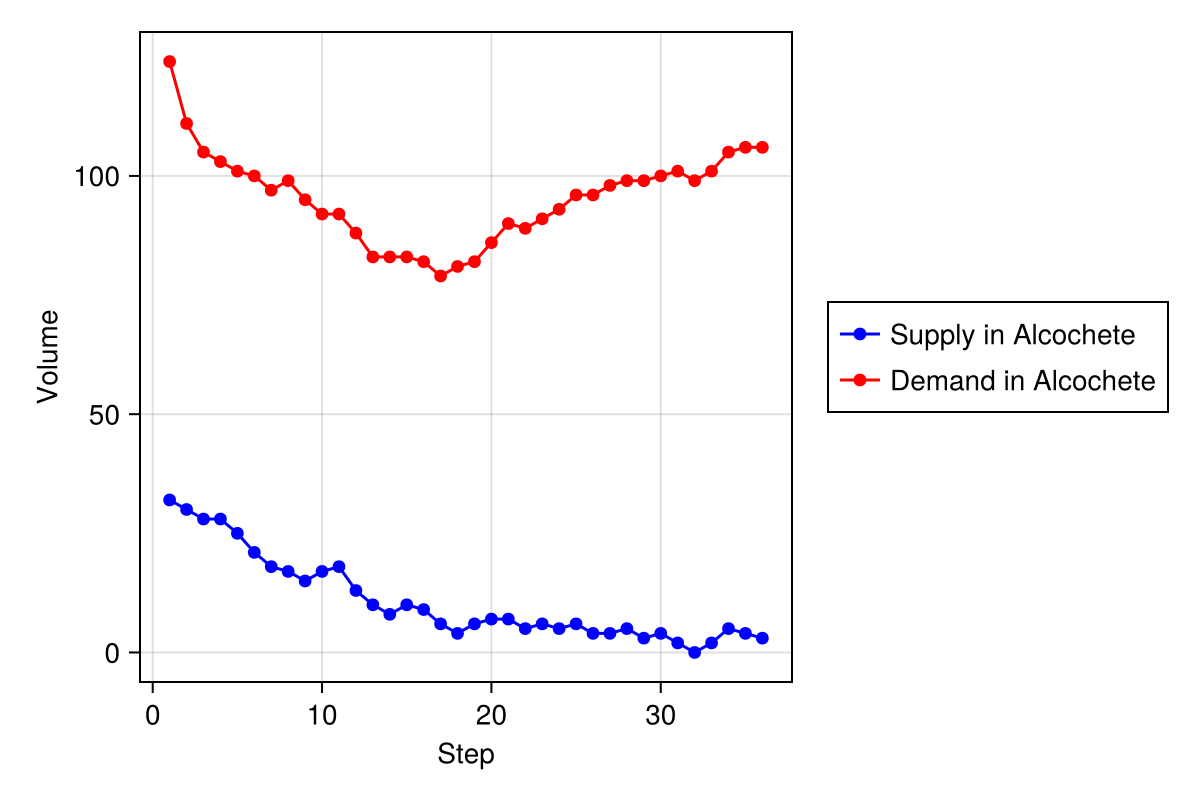 Volume
100
50
0
0 10 20 30
Step
Supply in Alcochete
Demand in Alcochete